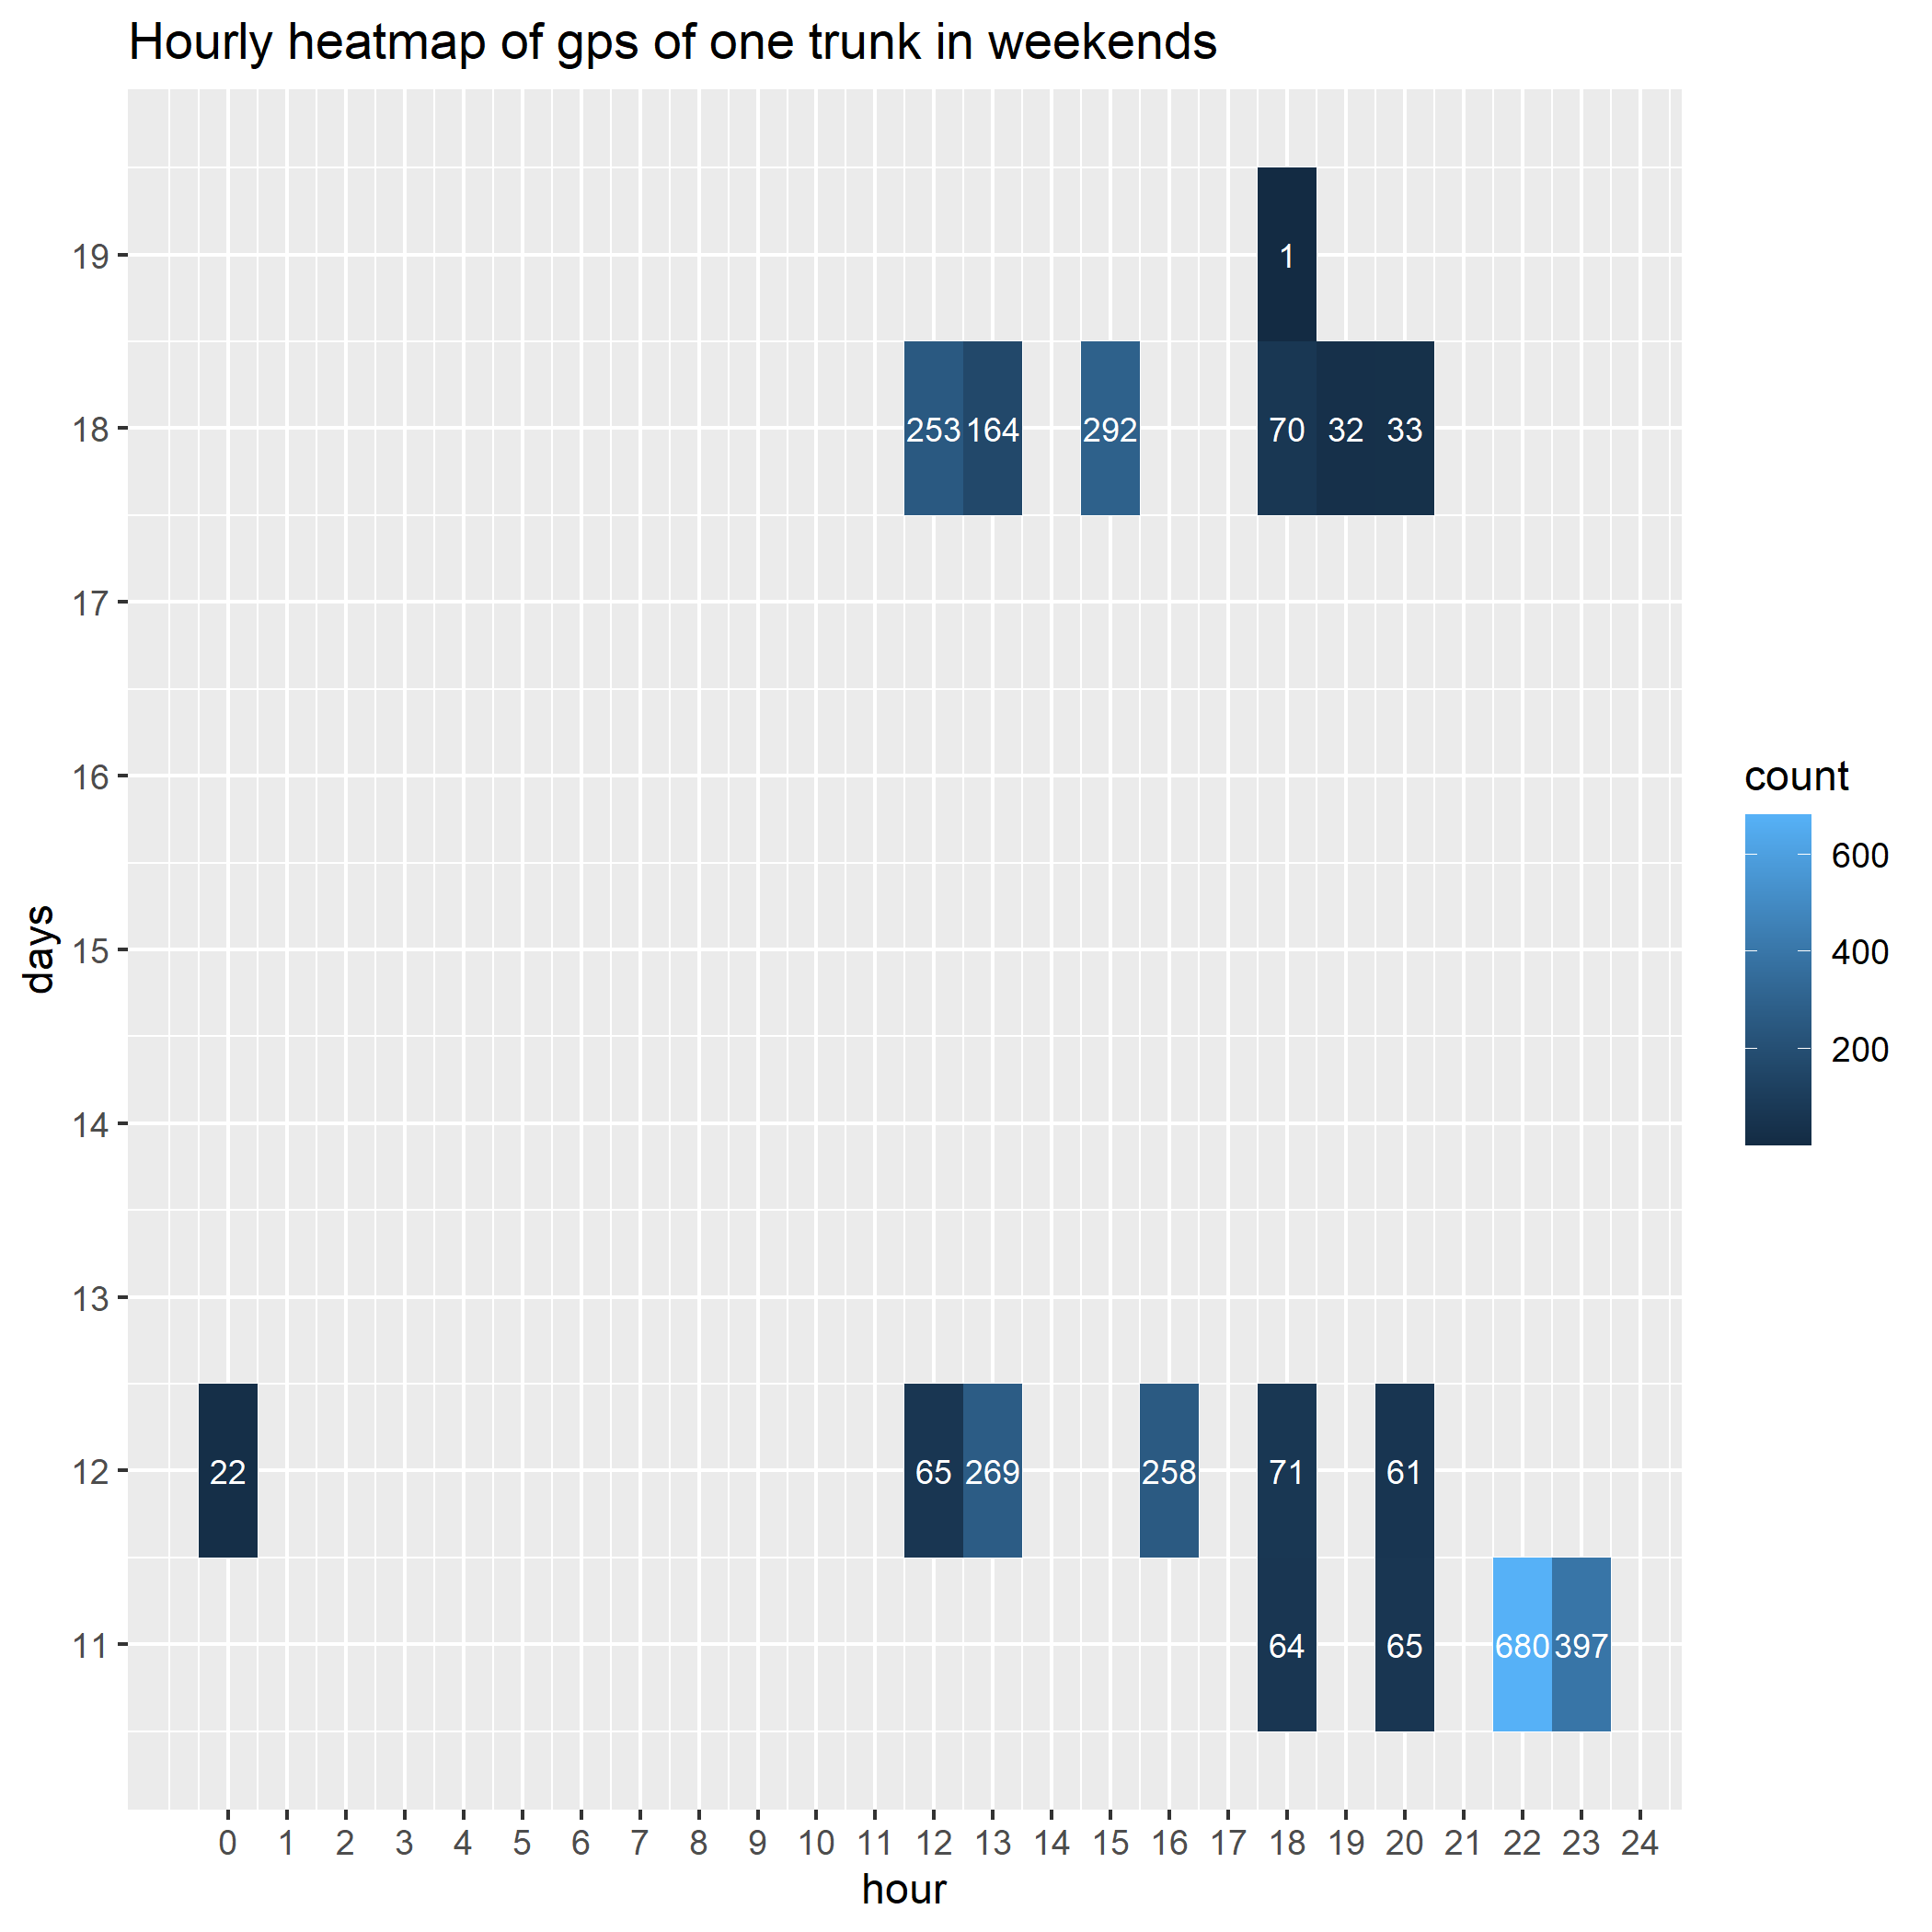 Hourly heatmap of gps of one trunk in weekends
19
1
18
253 164 292 70 32 33
17
16
15
14
13
12
22 65 269 258 71 61
11
64 65 680 397
days
0 1 2 3 4 5 6 7 8 9 10 11 12 13 14 15 16 17 18 19 20 21 22 23 24
hour
count
600
400
200